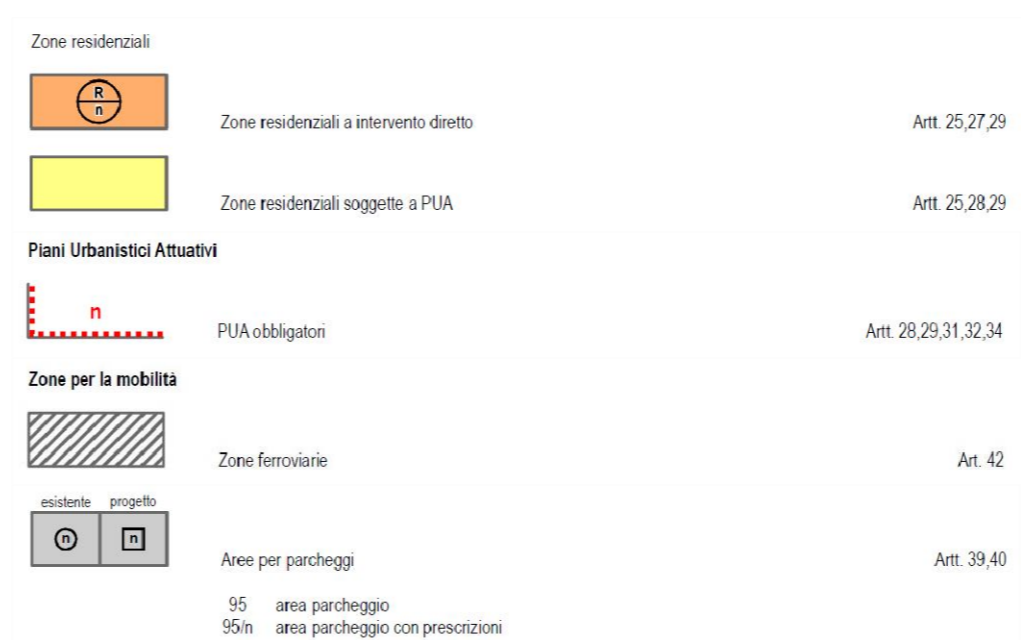 Zone residenziali
R
n
Zone residenziali a intervento diretto Artt. 25,27,29
Zone residenziali soggette a PUA Artt. 25,28,29
Piani Urbanistici Attuativi
n
PUA obbligatori Artt. 28,29,31,32,34
Zone per la mobilità
Zone ferroviarie Art. 42
esistente progetto
n n
Aree per parcheggi Artt. 39,40
95 area parcheggio
95/n area parcheggio con prescrizioni